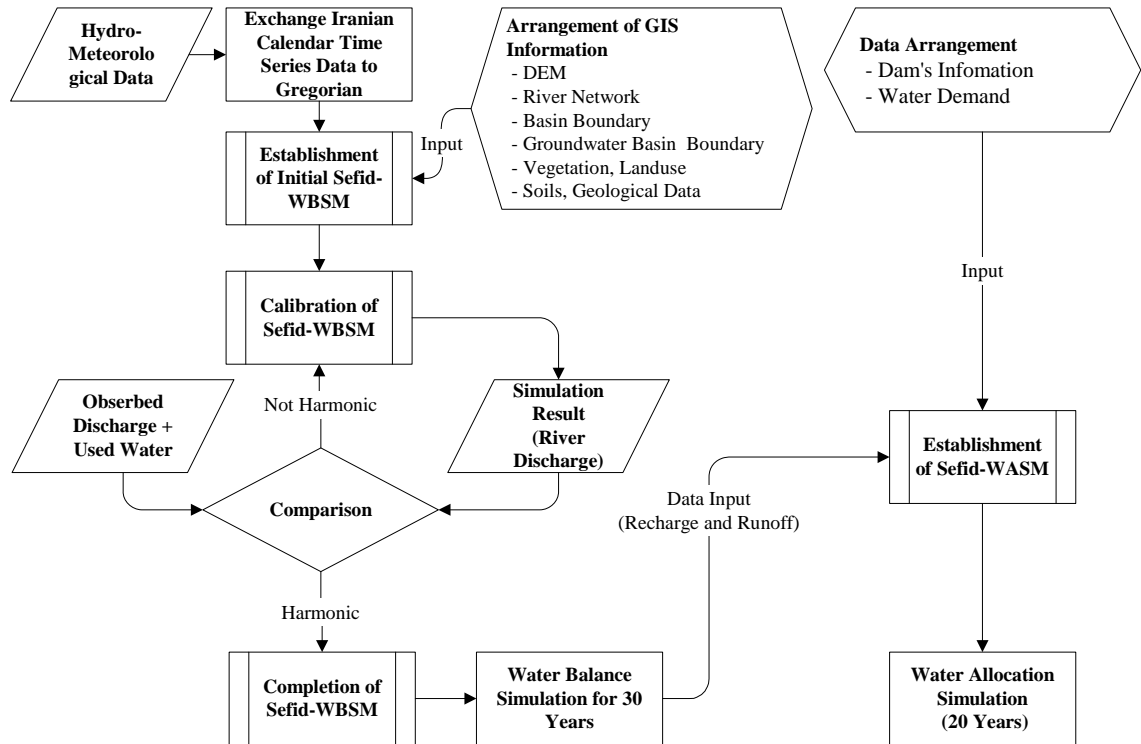 Hydro-
Meteorolo
gical Data
Exchange Iranian
Calendar Time
Series Data to
Gregorian
Arrangement of GIS
Information
- DEM
- River Network
- Basin Boundary
- Groundwater Basin Boundary
- Vegetation, Landuse
- Soils, Geological Data
Data Arrangement
- Dam's Infomation
- Water Demand
Input
Establishment
of Initial Sefid-
WBSM
Input
Calibration of
Sefid-WBSM
Obserbed
Discharge +
Used Water
Not Harmonic
Simulation
Result
(River
Discharge)
Establishment
of Sefid-WASM
Comparison
Data Input
(Recharge and Runoff)
Harmonic
Completion of
Sefid-WBSM
Water Balance
Simulation for 30
Years
Water Allocation
Simulation
(20 Years)